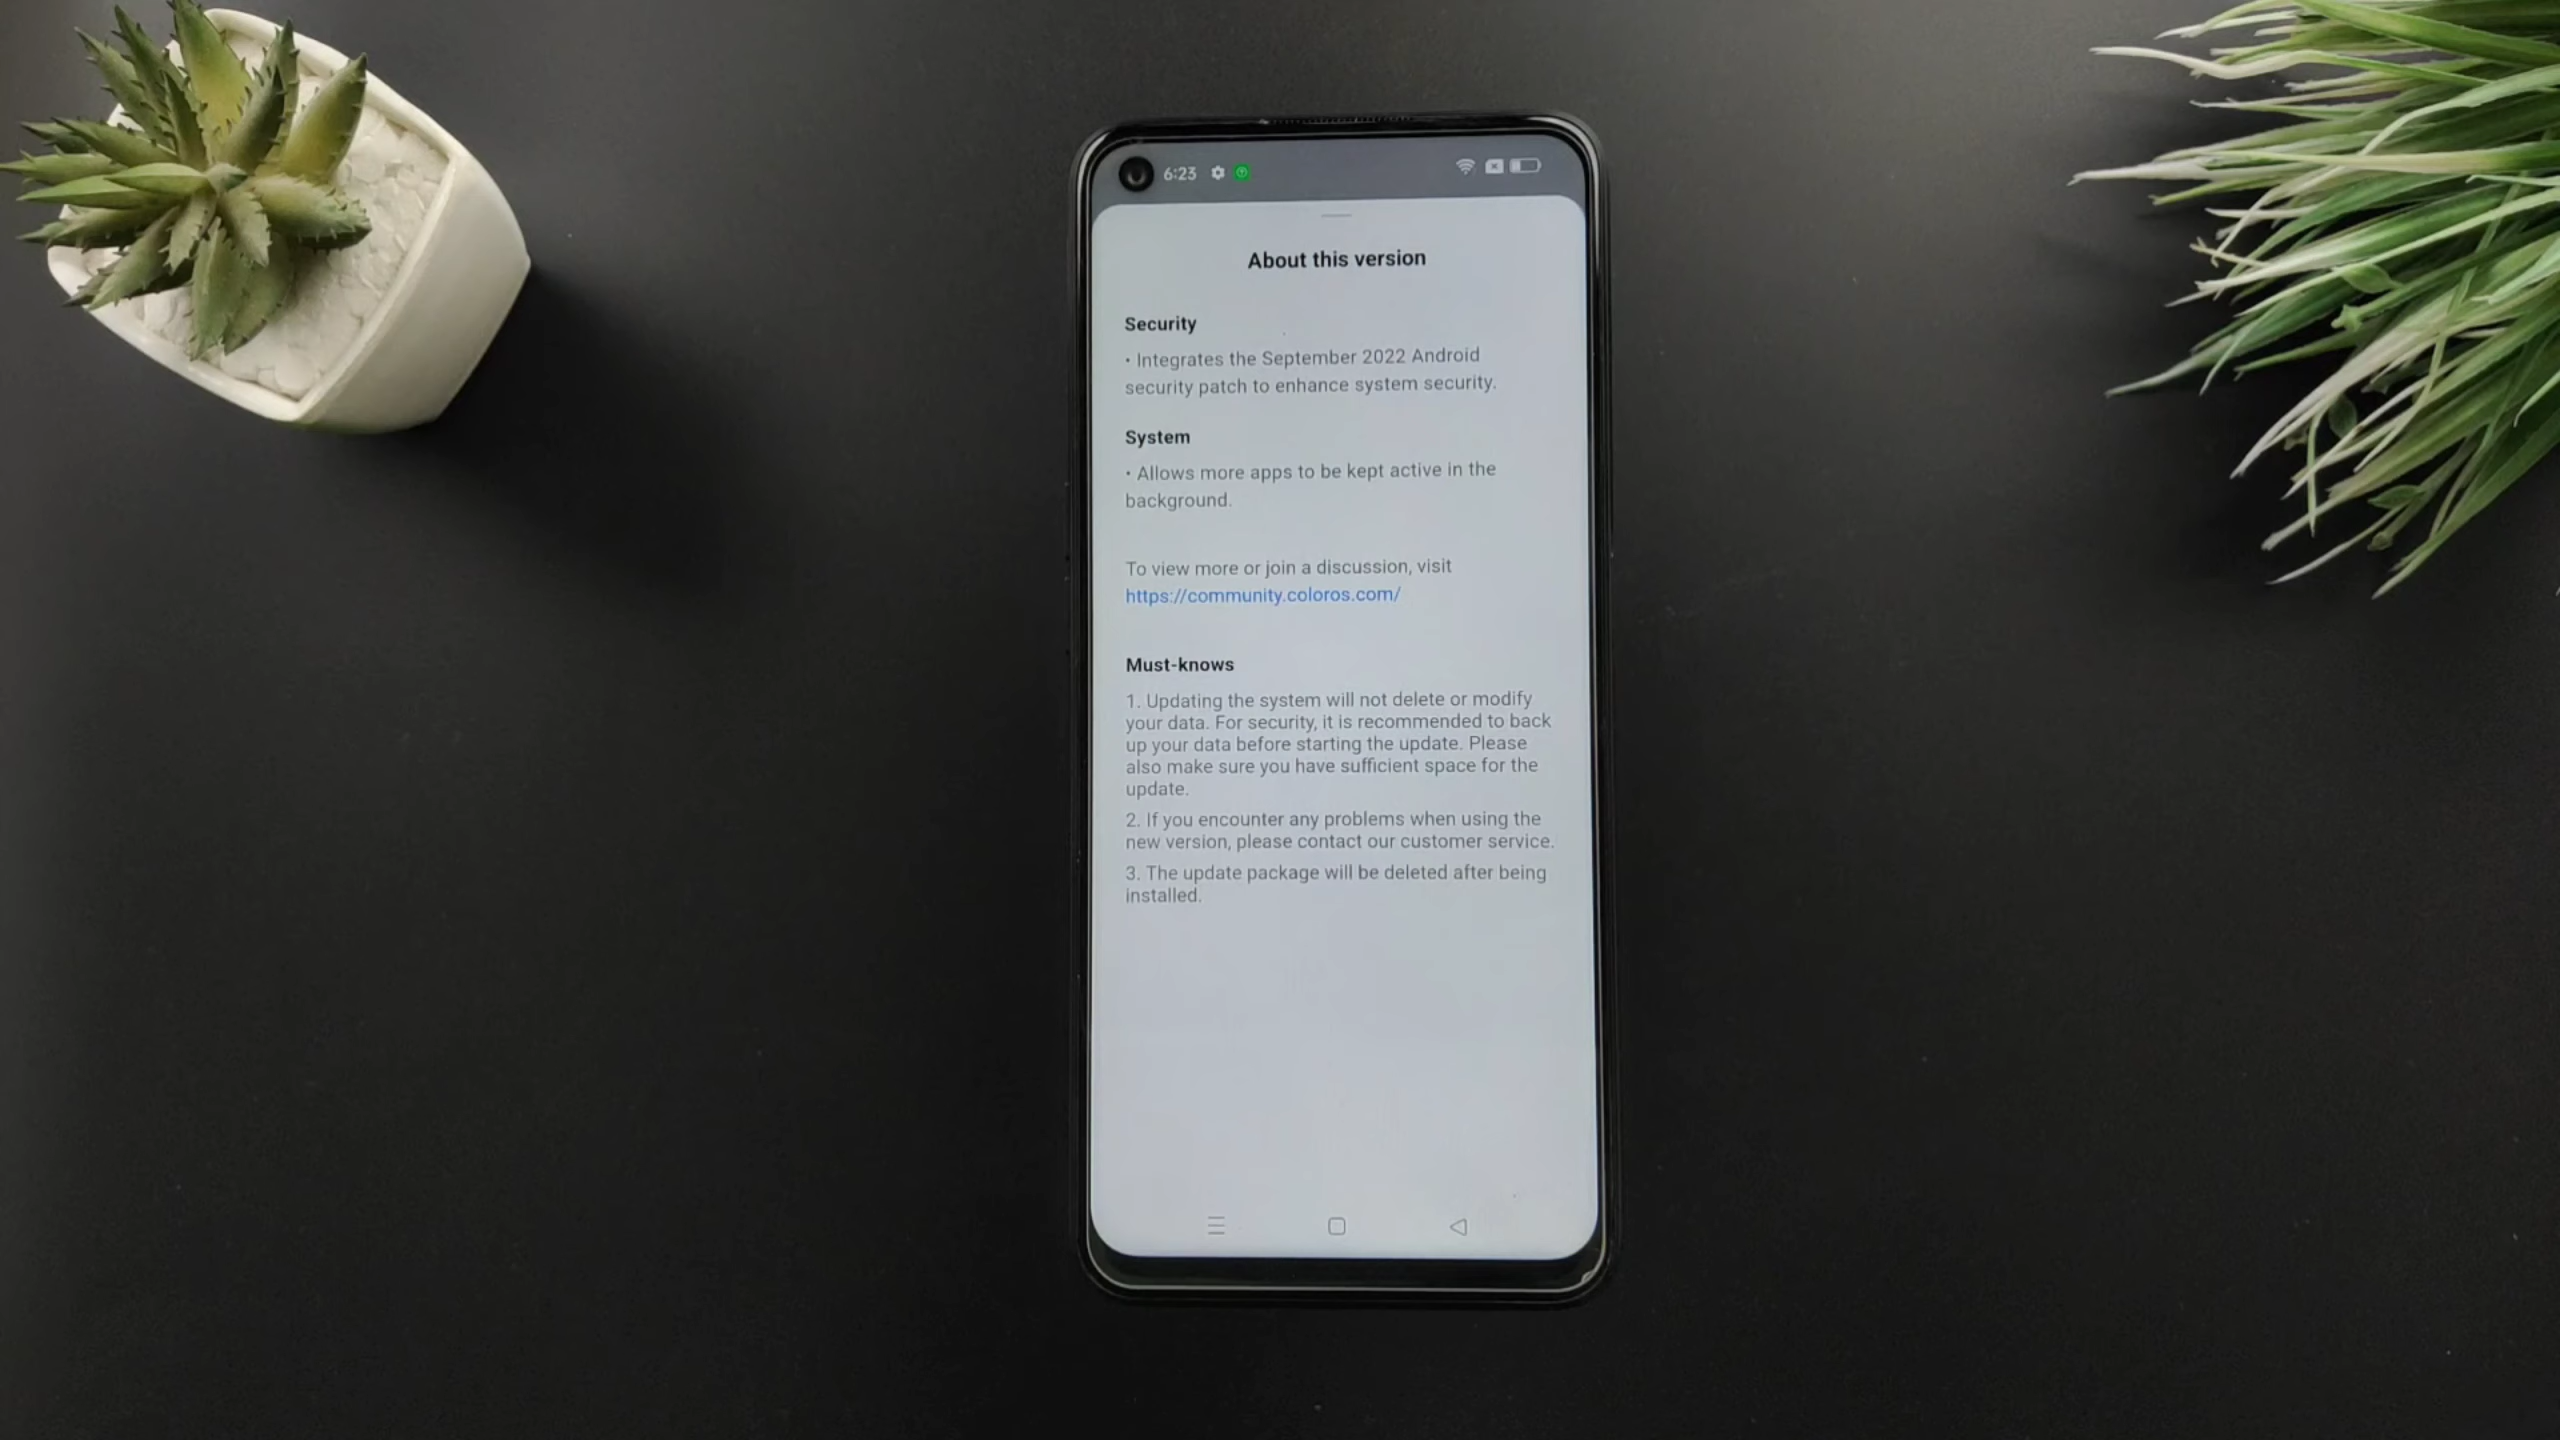 6:23
About this version
Security
• Integrates the September 2022 Android
security patch to enhance system security.
System
• Allows more apps to be kept active in the
background.
To view more or join a discussion, visit
https://community.coloros.com/
Must-knows
1. Updating the system will not delete or modify
your data. For security, it is recommended to back
up your data before starting the update. Please
also make sure you have sufficient space for the
update.
2. If you encounter any problems when using the
new version, please contact our customer service.
3. The update package will be deleted after being
installed.